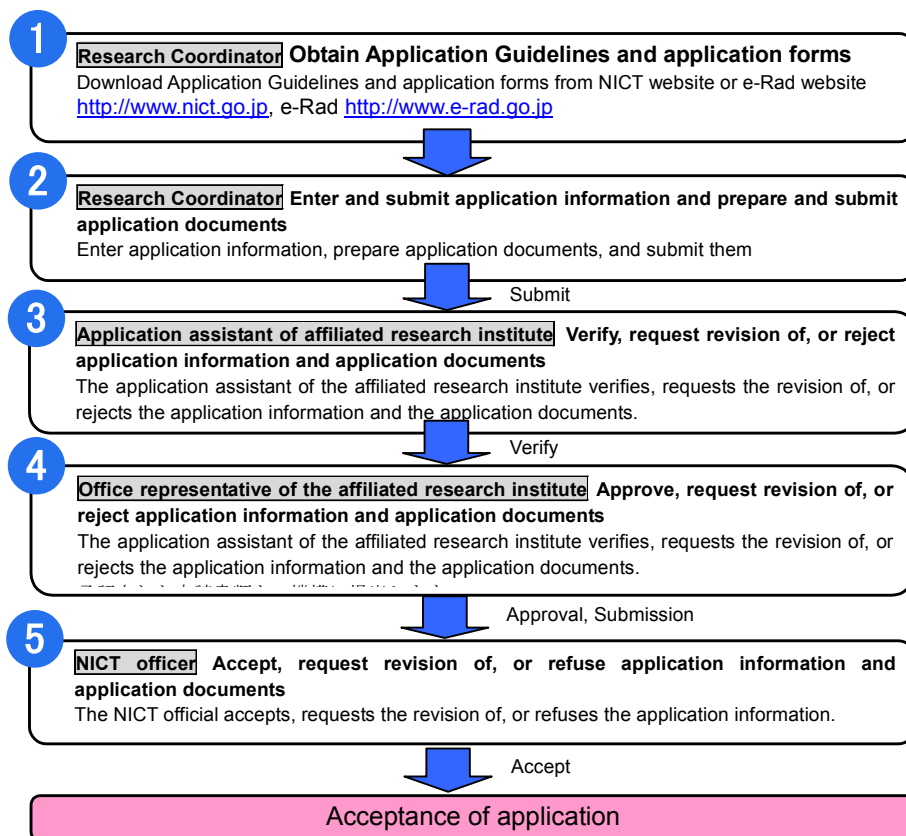 1
Research Coordinator Obtain Application Guidelines and application forms
Download Application Guidelines and application forms from NICT website or e-Rad website
http://www.nict.go.jp, e-Rad http://www.e-rad.go.jp
2
Research Coordinator Enter and submit application information and prepare and submit
application documents
Enter application information, prepare application documents, and submit them
Submit
3
Application assistant of affiliated research institute Verify, request revision of, or reject
application information and application documents
The application assistant of the affiliated research institute verifies, requests the revision of, or
rejects the application information and the application documents.
Verify
4
Office representative of the affiliated research institute Approve, request revision of, or
reject application information and application documents
The application assistant of the affiliated research institute verifies, requests the revision of, or
rejects the application information and the application documents.
Approval, Submission
5
NICT officer Accept, request revision of, or refuse application information and
application documents
The NICT official accepts, requests the revision of, or refuses the application information.
Accept
Acceptance of application